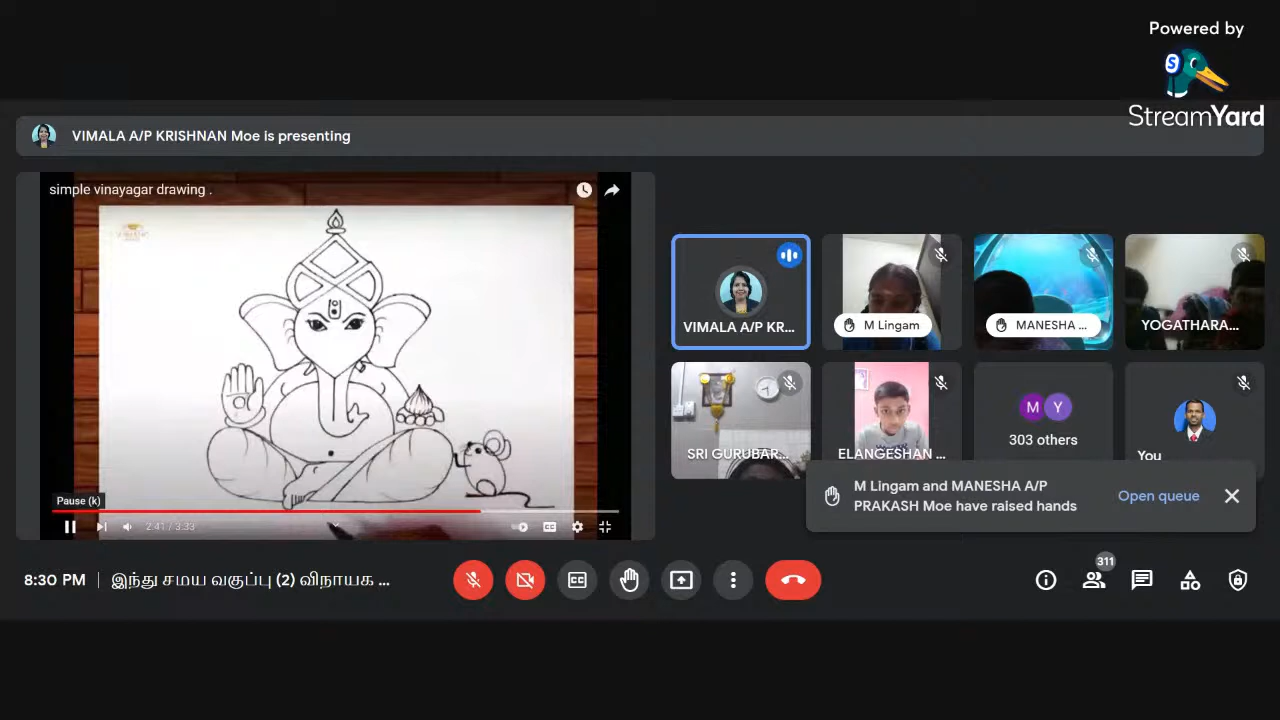 Powered by
StreamYard
VIMALA A/P KRISHNAN Moe is presenting
simple vinayagar drawing .
VIMALA A/P KR...
M Lingam
MANESHA ...
YOGATHARA...
SRI GURUBAR...
ELANGESHAN ...
M Y
303 others
You
M Lingam and MANESHA A/P
PRAKASH Moe have raised hands
Open queue
Pause (k)
2:41 / 3:33
8:30 PM
இந்து சமய வகுப்பு (2) விநாயக ...
311